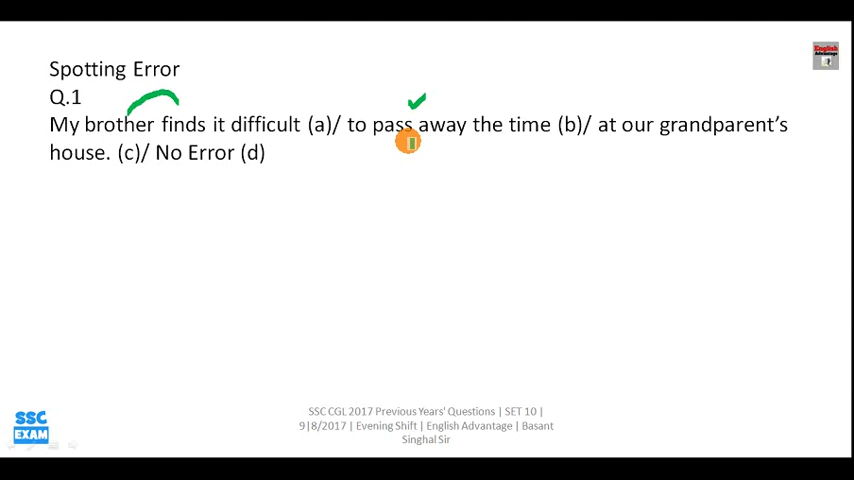 English
Advantage
Spotting Error
Q.1
My brother finds it difficult (a)/ to pass away the time (b)/ at our grandparent's
house. (c)/ No Error (d)
SSC
EXAM
SSC CGL 2017 Previous Years' Questions | SET 10 |
9|8/2017 | Evening Shift | English Advantage | Basant
Singhal Sir